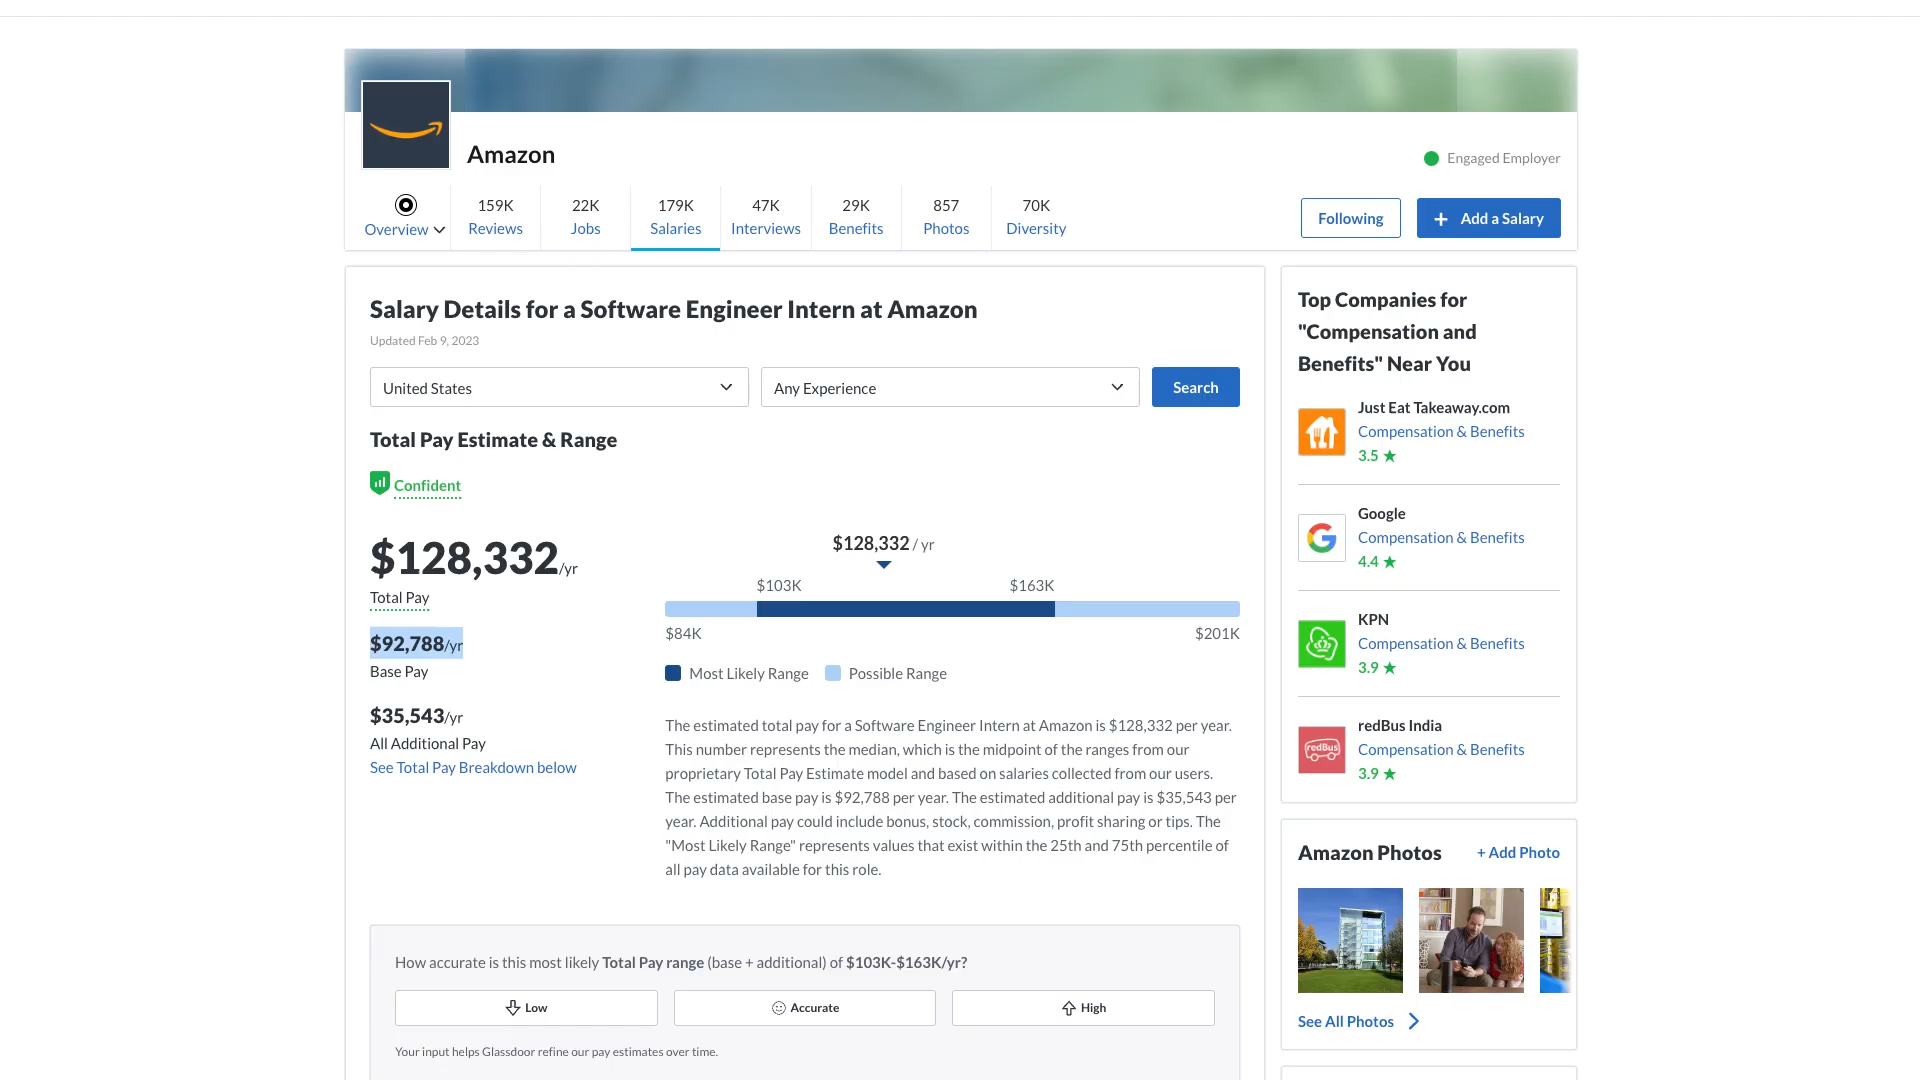 Amazon
Engaged Employer
Overview
159K
Reviews
22K
Jobs
179K
Salaries
47K
Interviews
29K
Benefits
857
Photos
70K
Diversity
Following
+ Add a Salary
Salary Details for a Software Engineer Intern at Amazon
Updated Feb 9, 2023
United States
Any Experience
Search
Total Pay Estimate & Range
Confident
$128,332/yr
Total Pay
$92,788/yr
Base Pay
$35,543/yr
All Additional Pay
See Total Pay Breakdown below
$128,332 / yr
$103K
$163K
$84K
$201K
Most Likely Range
Possible Range
The estimated total pay for a Software Engineer Intern at Amazon is $128,332 per year.
This number represents the median, which is the midpoint of the ranges from our
proprietary Total Pay Estimate model and based on salaries collected from our users.
The estimated base pay is $92,788 per year. The estimated additional pay is $35,543 per
year. Additional pay could include bonus, stock, commission, profit sharing or tips. The
"Most Likely Range" represents values that exist within the 25th and 75th percentile of
all pay data available for this role.
How accurate is this most likely Total Pay range (base + additional) of $103K-$163K/yr?
Low
Accurate
High
Your input helps Glassdoor refine our pay estimates over time.
Top Companies for
"Compensation and
Benefits" Near You
Just Eat Takeaway.com
Compensation & Benefits
3.5 ★
Google
Compensation & Benefits
4.4 ★
KPN
Compensation & Benefits
3.9 ★
redBus
redBus India
Compensation & Benefits
3.9 ★
Amazon Photos
+ Add Photo
See All Photos